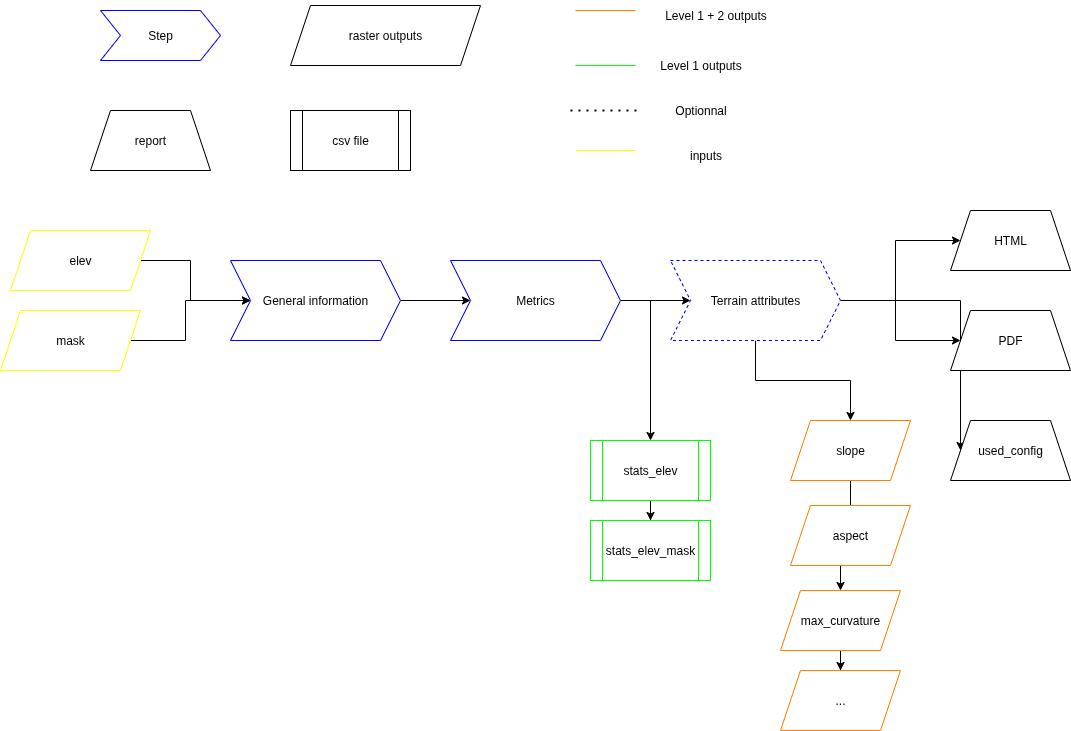 Step
raster outputs
Level 1 + 2 outputs
Level 1 outputs
report
csv file
Optionnal
inputs
elev
mask
General information
Metrics
Terrain attributes
HTML
PDF
used_config
stats_elev
stats_elev_mask
slope
aspect
max_curvature
...